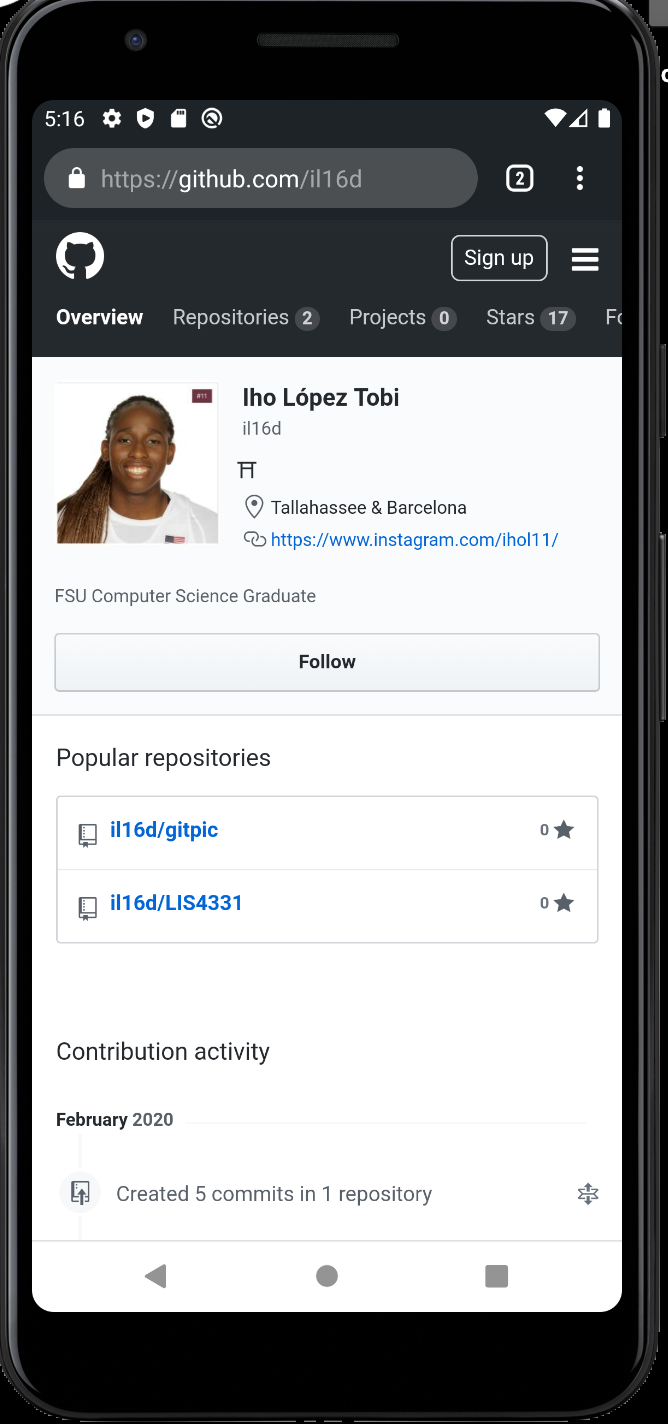 5:16
https://github.com/il16d
2
Sign up
Overview Repositories 2 Projects 0 Stars 17 Fo
#11
Iho López Tobi
il16d
⛩
Tallahassee & Barcelona
https://www.instagram.com/ihol11/
FSU Computer Science Graduate
Follow
Popular repositories
il16d/gitpic 0
il16d/LIS4331 0
Contribution activity
February 2020
Created 5 commits in 1 repository